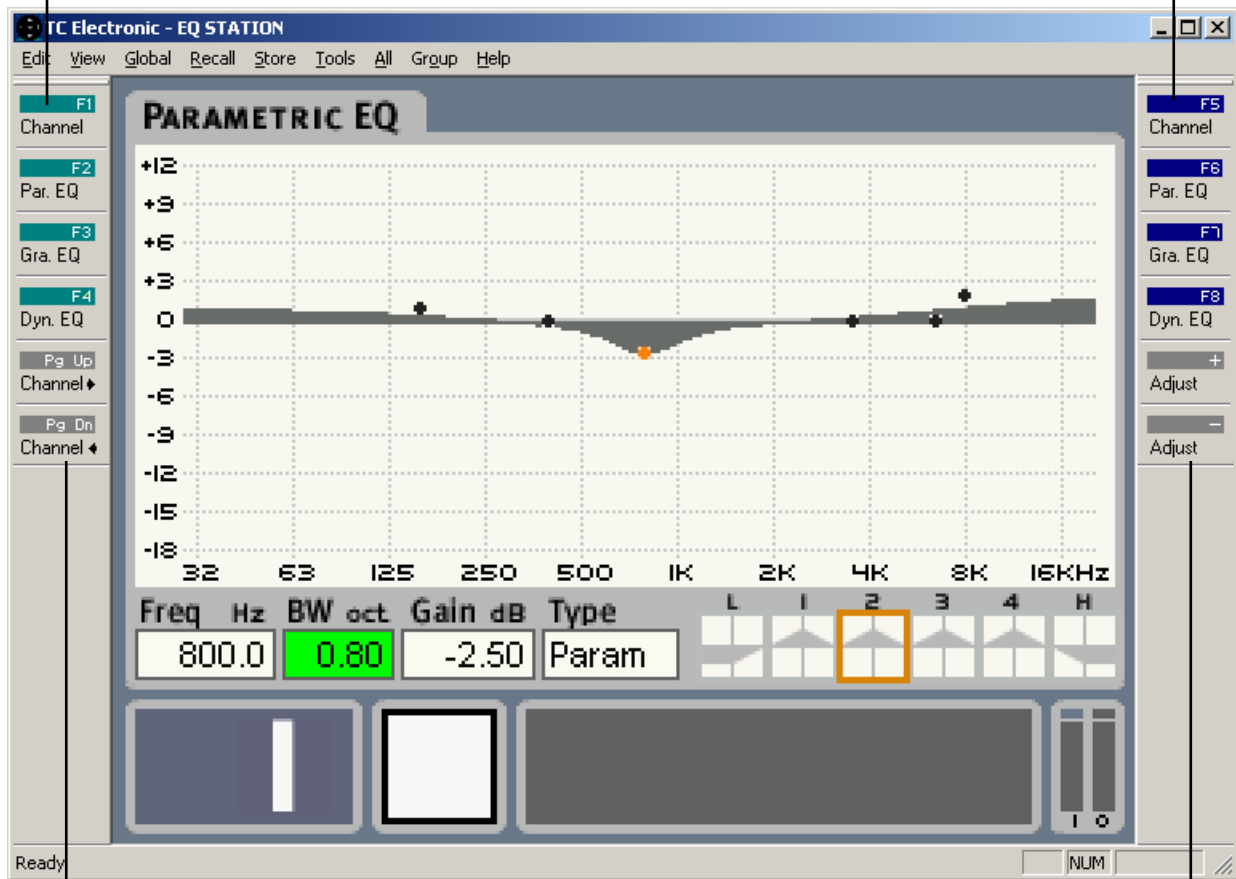 TC Electronic - EQ STATION
Edit View Global Recall Store Tools All Group Help
F1
Channel
F2
Par. EQ
F3
Gra. EQ
F4
Dyn. EQ
Pg Up
Channel
Pg Dn
Channel
PARAMETRIC EQ
+12
+9
+6
+3
0
-3
-6
-9
-12
-15
-18
32 63 125 250 500 1K 2K 4K 8K 16KHz
Freq Hz BW oct Gain dB Type
800.0 0.80 -2.50 Param
L 1 2 3 4 H
I O
F5
Channel
F6
Par. EQ
F7
Gra. EQ
F8
Dyn. EQ
+
Adjust
-
Adjust
Ready NUM